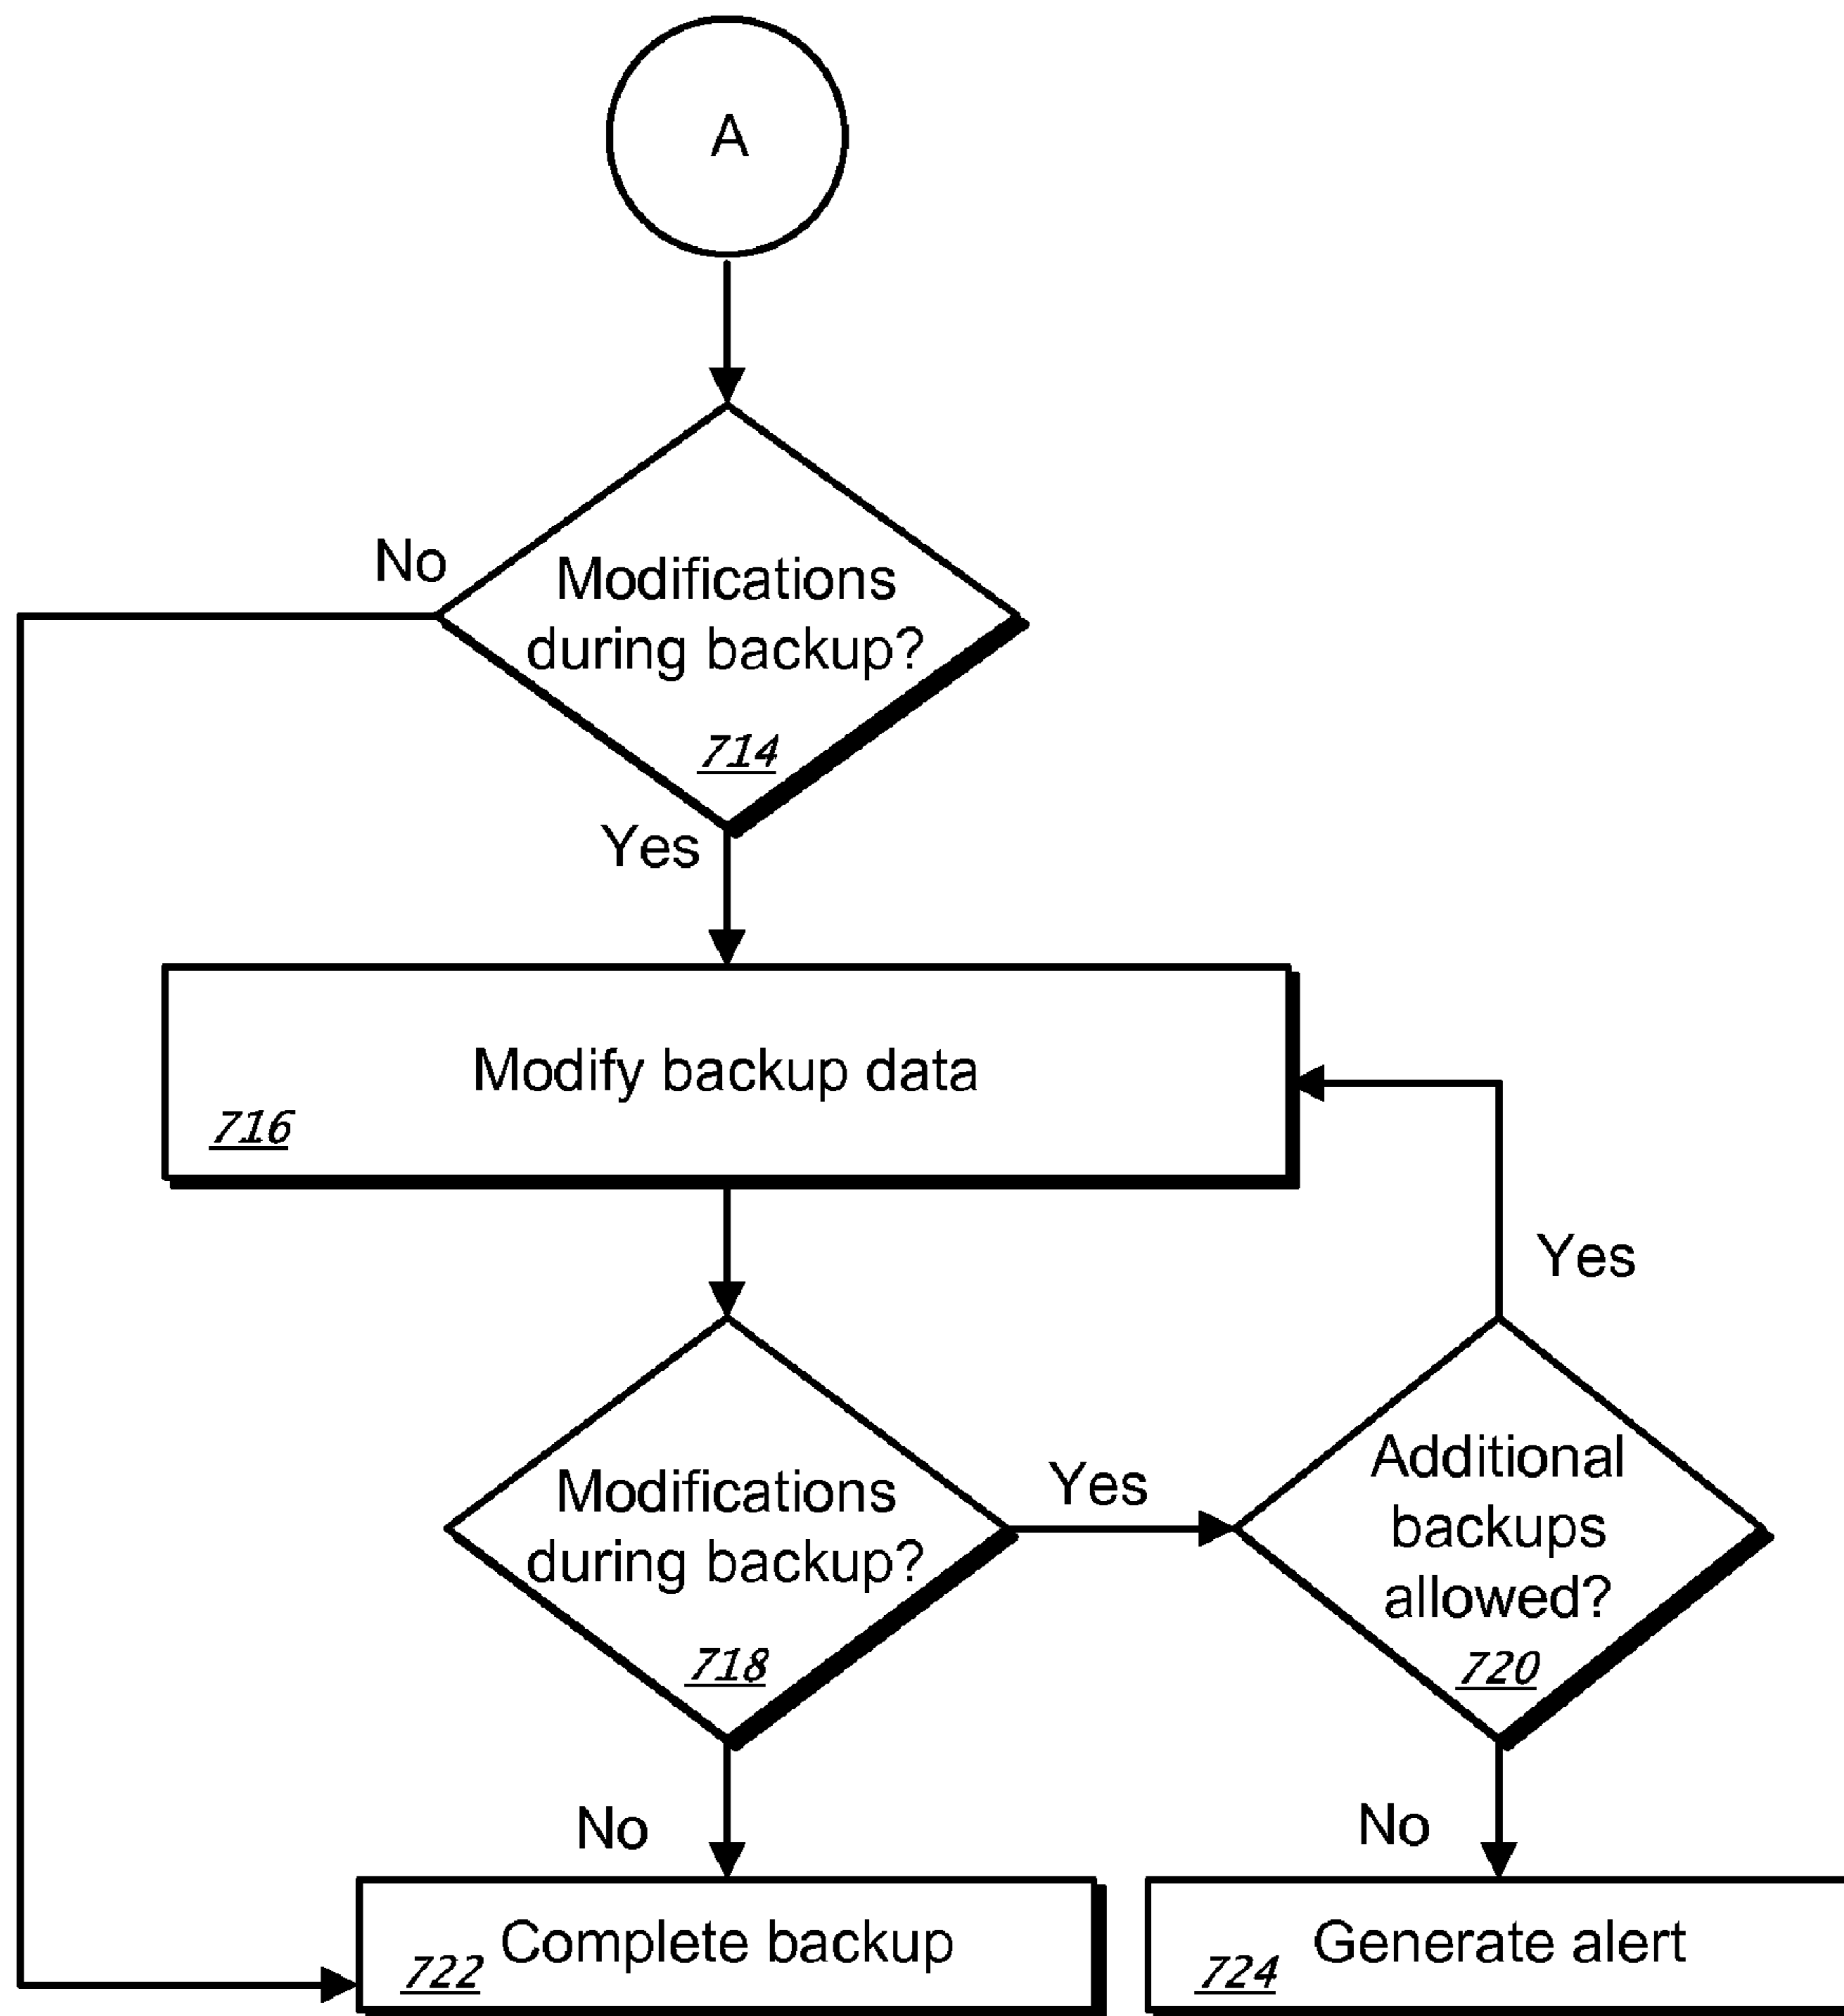 A
No
Modifications
during backup?
714
Yes
Modify backup data
716
Yes
Modifications
during backup?
718
Yes
Additional
backups
allowed?
720
No
No
Complete backup
722
Generate alert
724